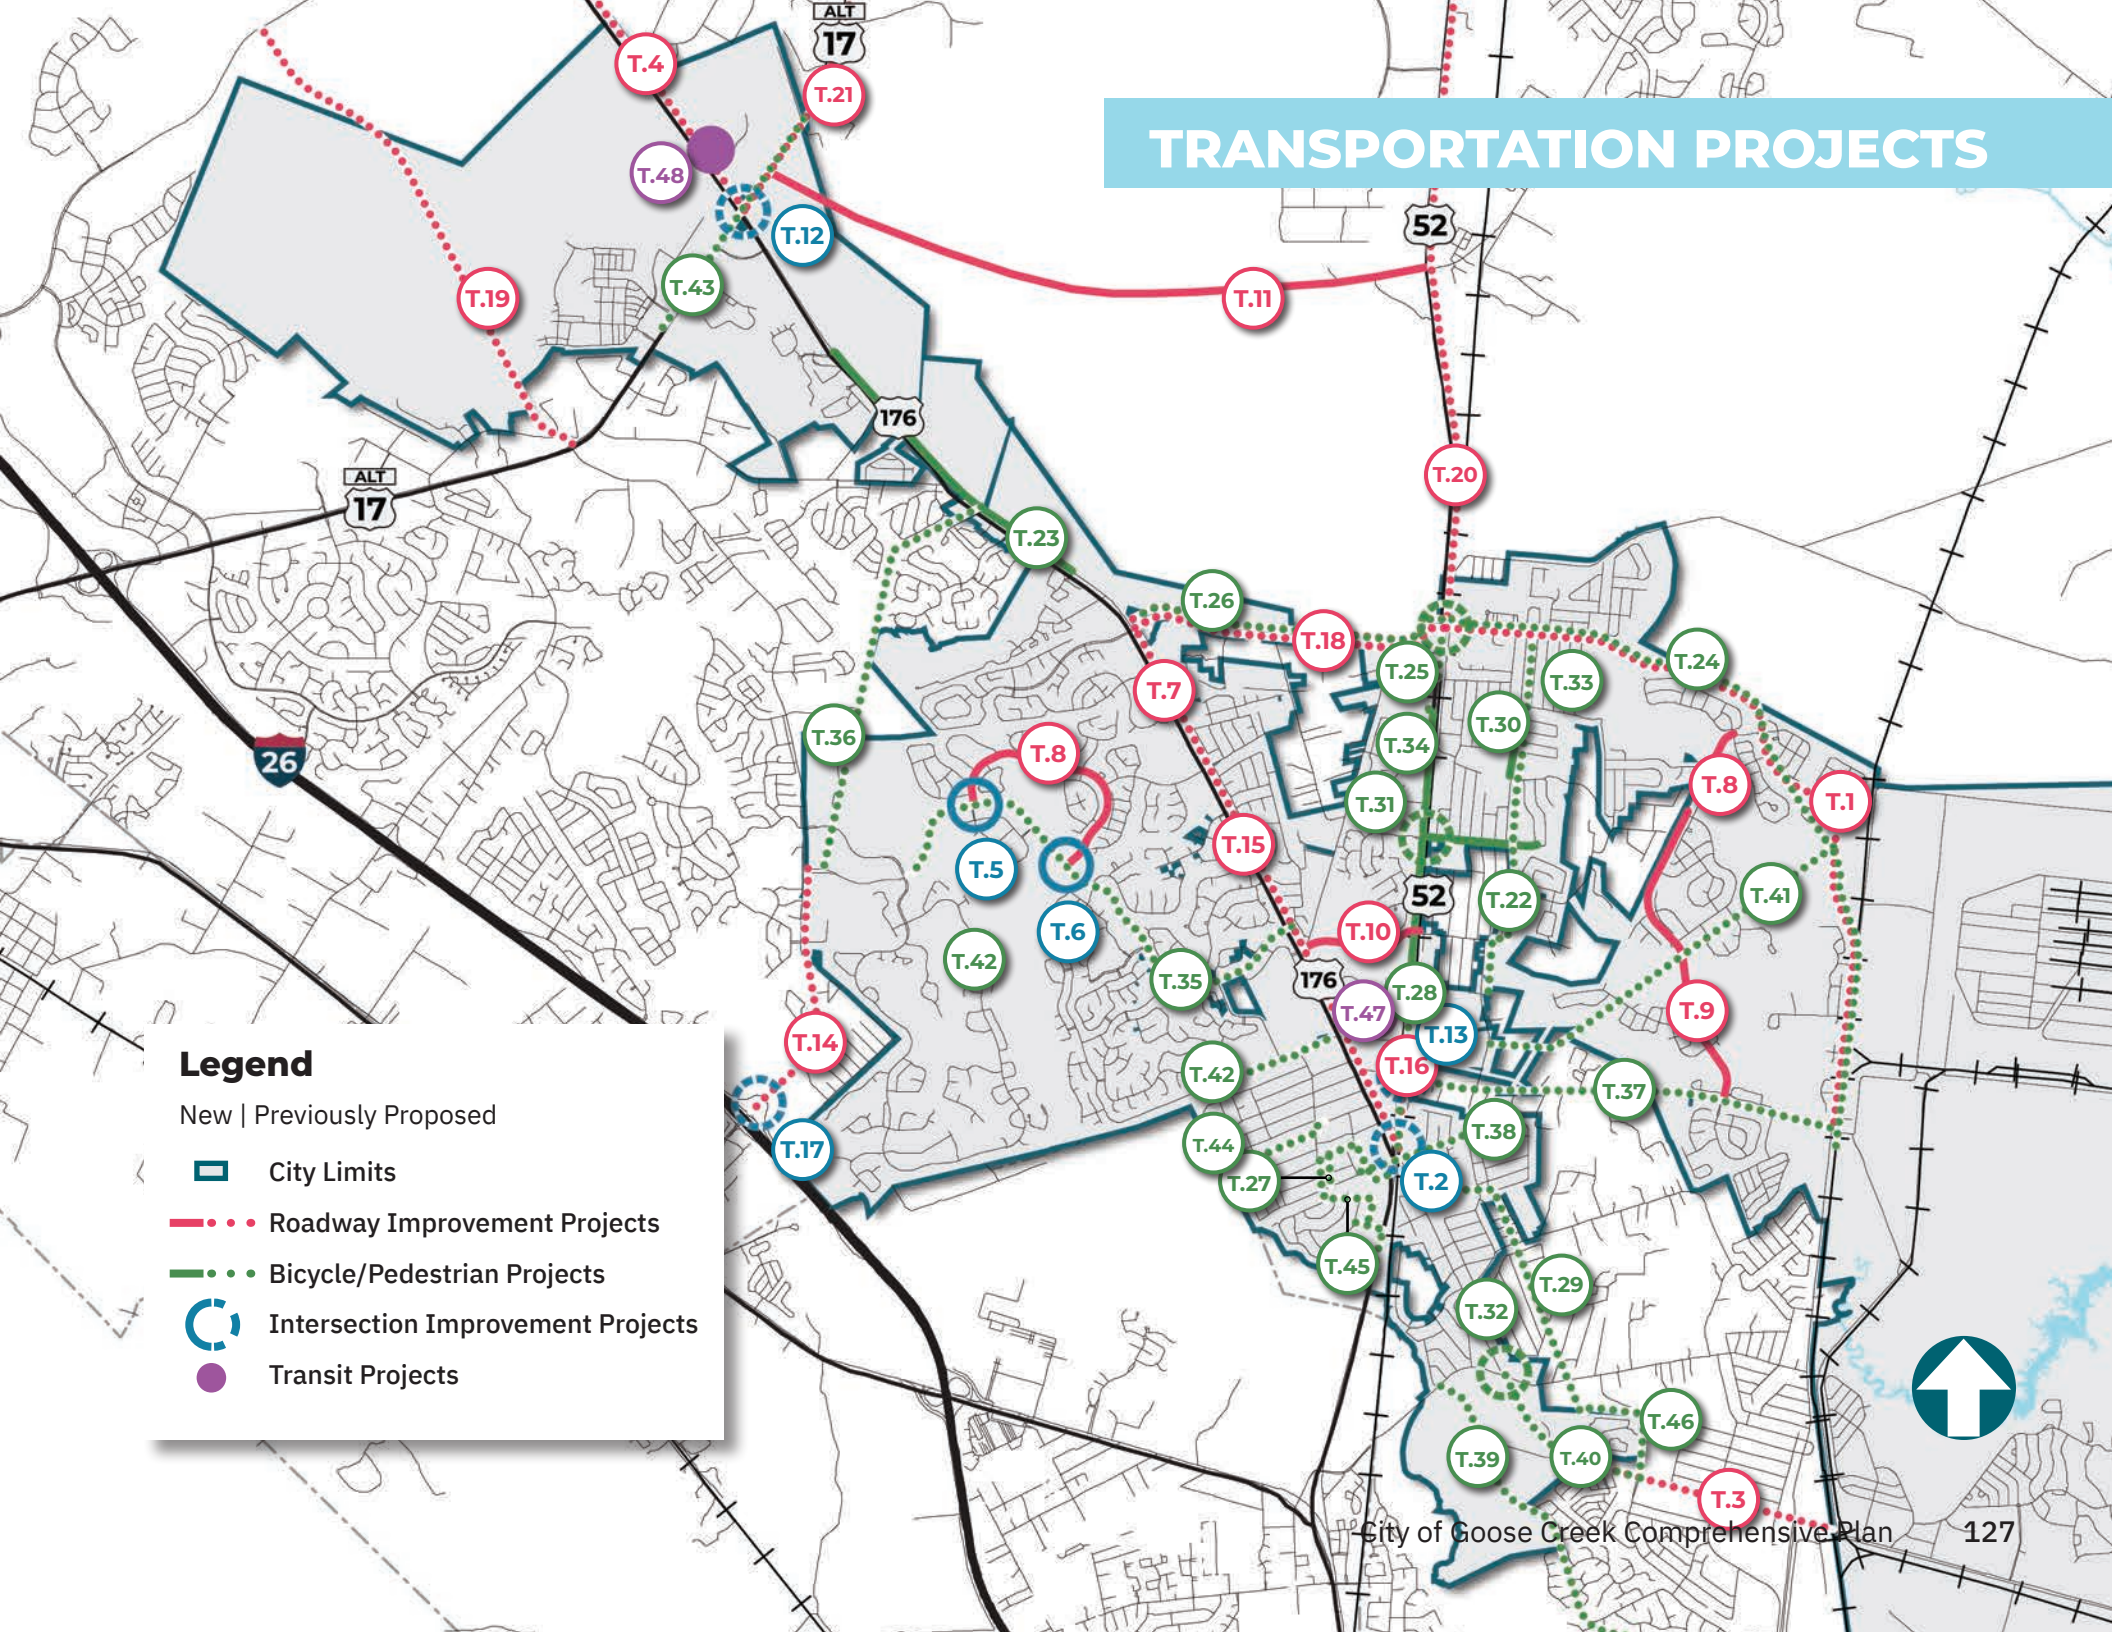 ALT
17
T.4
T.21
TRANSPORTATION PROJECTS
T.48
T.12
52
T.43
T.19
T.11
176
ALT
17
T.20
T.23
T.26
T.18
T.24
T.25
T.33
T.7
T.30
T.36
T.34
T.8
26
T.8
T.31
T.1
T.15
T.5
52
T.22
T.41
T.6
T.10
T.42
T.35
176
T.28
T.47
T.9
T.13
T.14
T.16
T.42
T.37
T.38
T.44
T.17
T.27
T.2
T.45
T.29
T.32
T.46
T.39
T.40
T.3
Legend
New | Previously Proposed
City Limits
Roadway Improvement Projects
Bicycle/Pedestrian Projects
Intersection Improvement Projects
Transit Projects
City of Goose Creek Comprehensive Plan 127